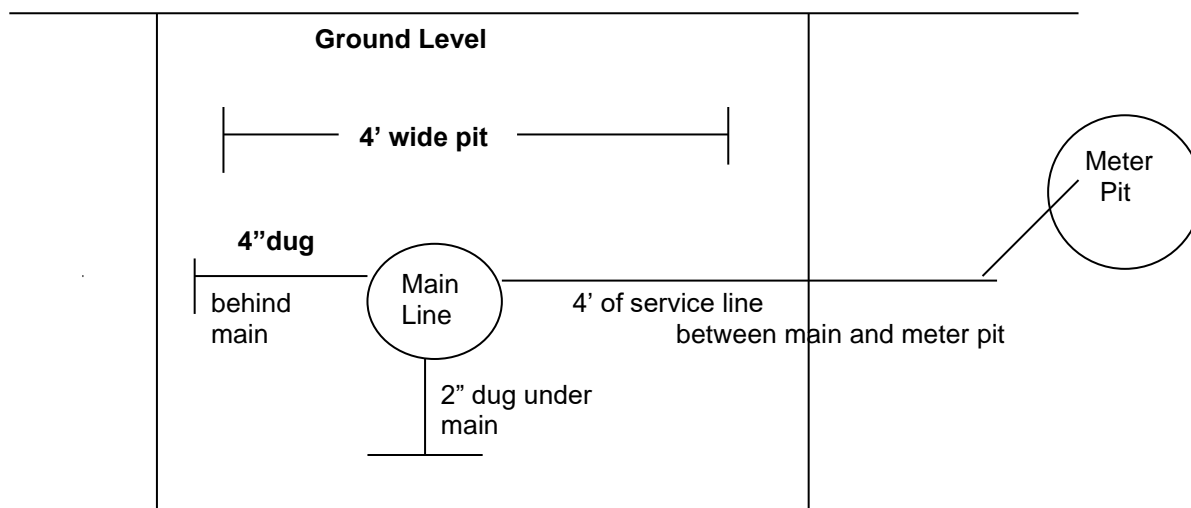 Ground Level
4’ wide pit
Meter
Pit
4”dug
behind
main
Main
Line
4’ of service line
between main and meter pit
2” dug under
main